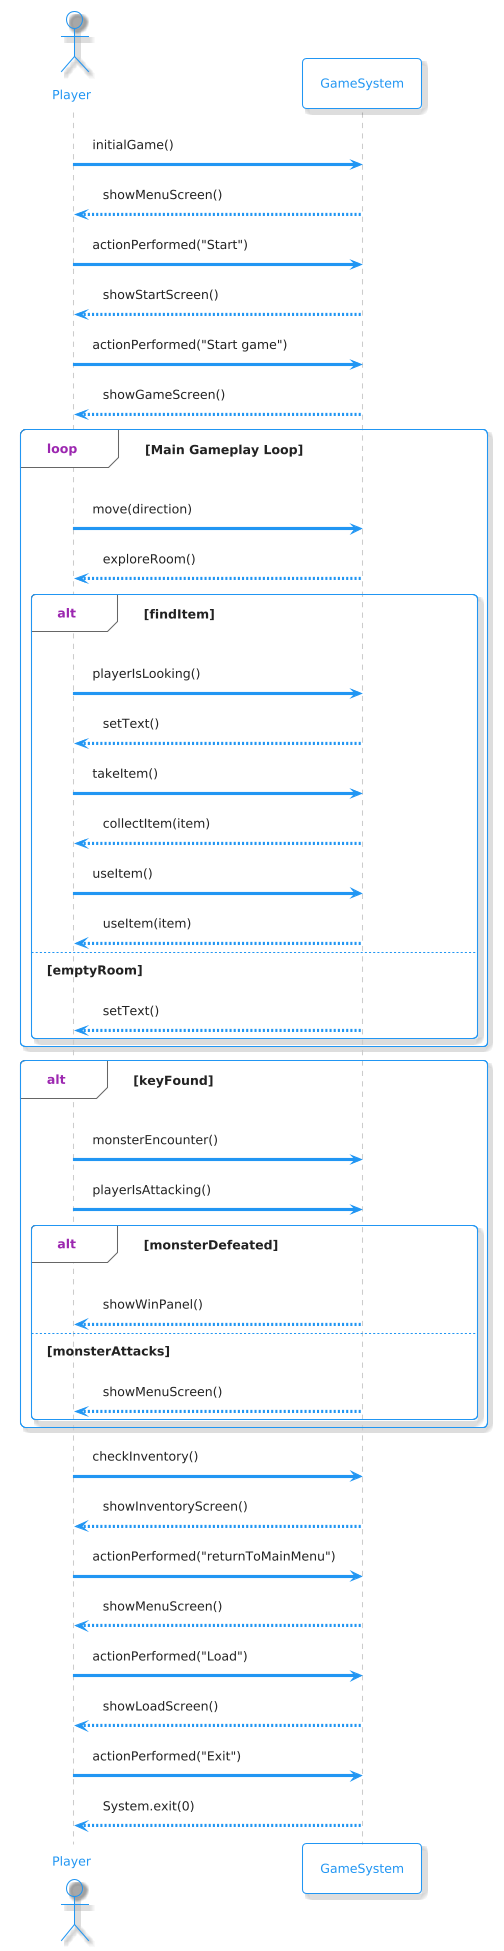 Player
GameSystem
initialGame()
showMenuScreen()
actionPerformed("Start")
showStartScreen()
actionPerformed("Start game")
showGameScreen()
loop [Main Gameplay Loop]
move(direction)
exploreRoom()
alt [findItem]
playerIsLooking()
setText()
takeItem()
collectItem(item)
useItem()
useItem(item)
[emptyRoom]
setText()
alt [keyFound]
monsterEncounter()
playerIsAttacking()
alt [monsterDefeated]
showWinPanel()
[monsterAttacks]
showMenuScreen()
checkInventory()
showInventoryScreen()
actionPerformed("returnToMainMenu")
showMenuScreen()
actionPerformed("Load")
showLoadScreen()
actionPerformed("Exit")
System.exit(0)
Player
GameSystem